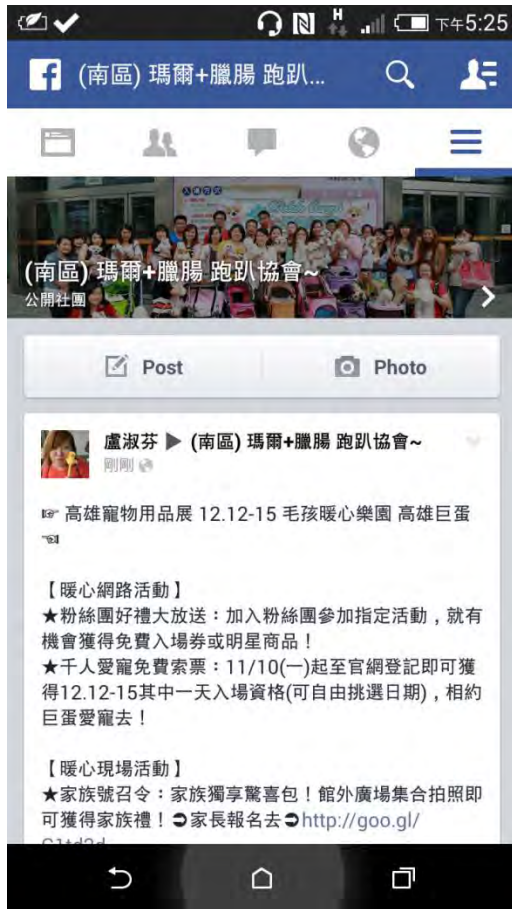 H
下午5:25
(南區) 瑪爾+臘腸 跑趴...
入場方式
(南區) 瑪爾+臘腸 跑趴協會~
公開社團
Post
Photo
盧淑芬 ▶ (南區) 瑪爾+臘腸 跑趴協會~
剛剛
☞ 高雄寵物用品展 12.12-15 毛孩暖心樂園 高雄巨蛋
☜
【暖心網路活動】
★粉絲團好禮大放送：加入粉絲團參加指定活動，就有
機會獲得免費入場券或明星商品！
★千人愛寵免費索票：11/10(一)起至官網登記即可獲
得12.12-15其中一天入場資格(可自由挑選日期)，相約
巨蛋愛寵去！
【暖心現場活動】
★家族號召令：家族獨享驚喜包！館外廣場集合拍照即
可獲得家族禮！➲家長報名去➲http://goo.gl/